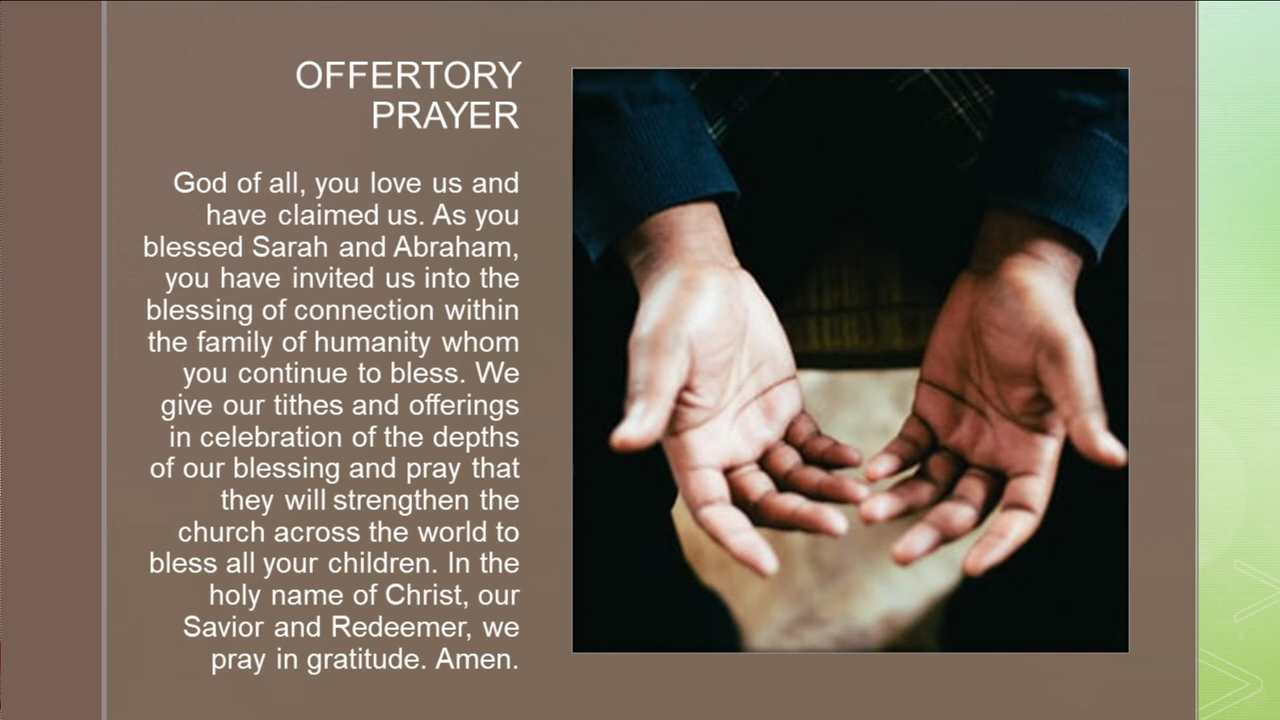 OFFERTORY
PRAYER
God of all, you love us and
have claimed us. As you
blessed Sarah and Abraham,
you have invited us into the
blessing of connection within
the family of humanity whom
you continue to bless. We
give our tithes and offerings
in celebration of the depths
of our blessing and pray that
they will strengthen the
church across the world to
bless all your children. In the
holy name of Christ, our
Savior and Redeemer, we
pray in gratitude. Amen.